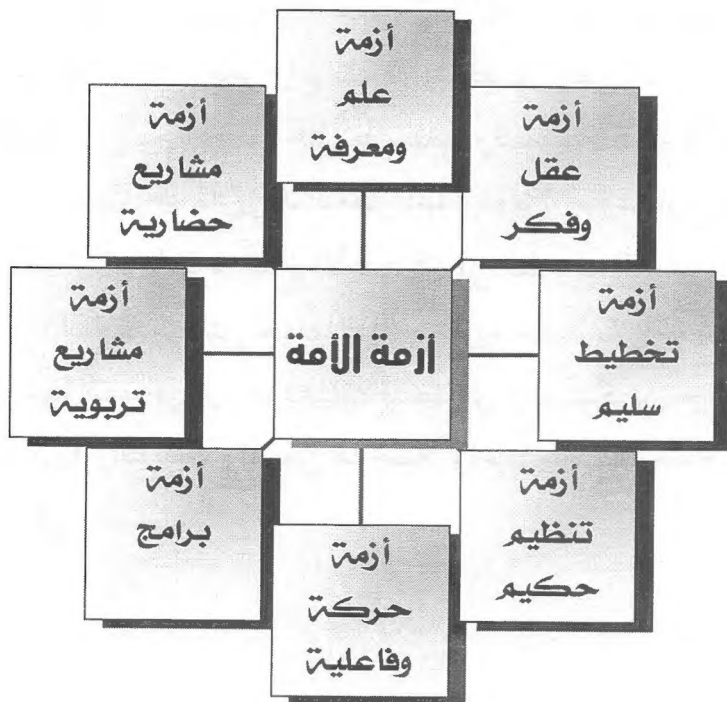 أزمة
علم
ومعرفة
أزمة
عقل
وفكر
أزمة
تخطيط
سليم
أزمة
تنظيم
حكيم
أزمة
حركة
وفاعلية
أزمة
برامج
أزمة
مشاريع
تربوية
أزمة
مشاريع
حضارية
أزمة الأمة